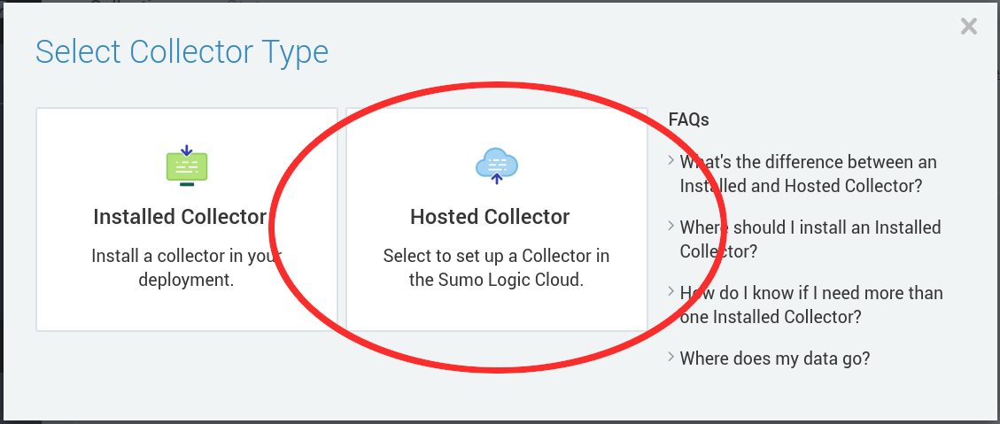 Select Collector Type
Installed Collector
Install a collector in your
deployment.
Hosted Collector
Select to set up a Collector in
the Sumo Logic Cloud.
FAQs
What's the difference between an
Installed and Hosted Collector?
Where should I install an Installed
Collector?
How do I know if I need more than
one Installed Collector?
Where does my data go?